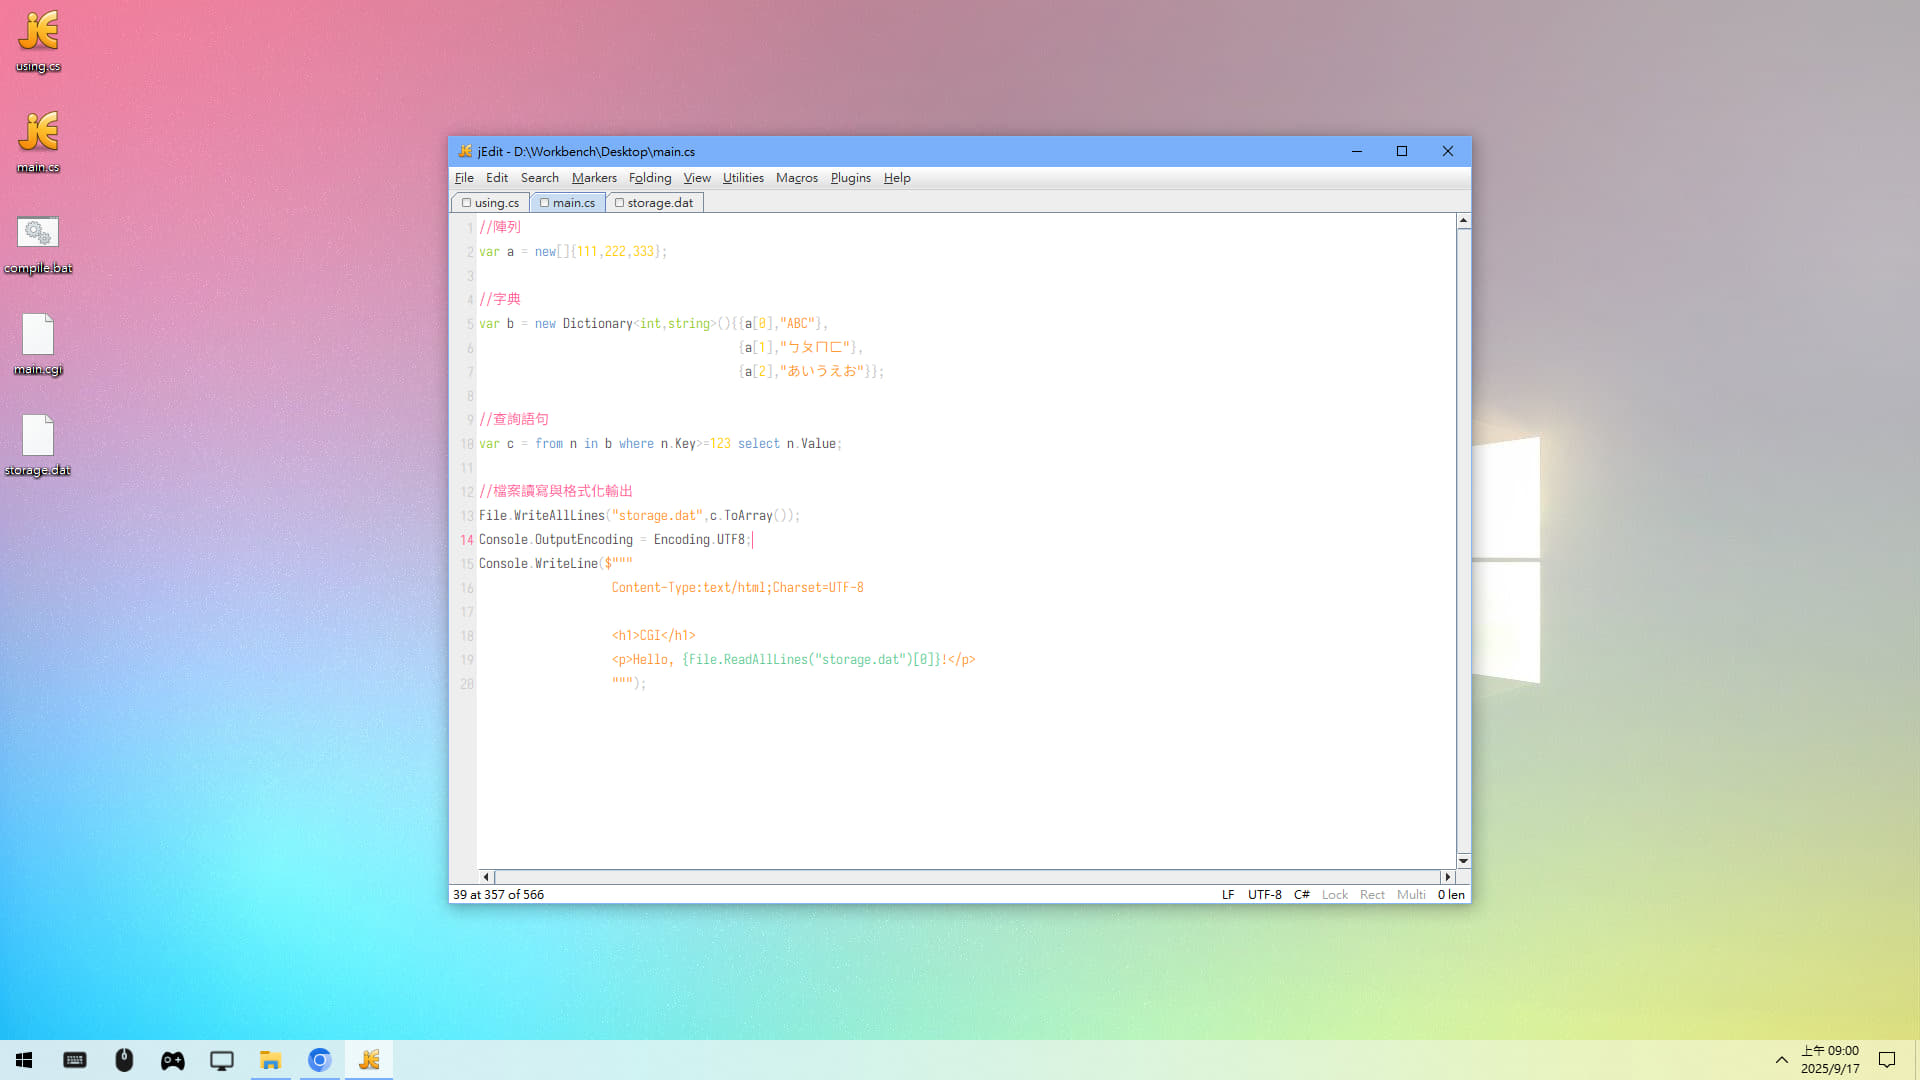 using.cs
main.cs
compile.bat
main.cgi
storage.dat
jEdit - D:\Workbench\Desktop\main.cs
File Edit Search Markers Folding View Utilities Macros Plugins Help
using.cs main.cs storage.dat
1 //陣列
2 var a = new[]{111,222,333};
3
4 //字典
5 var b = new Dictionary<int,string>(){{a[0],"ABC"},
6 {a[1],"ㄅㄆㄇㄈ"},
7 {a[2],"あいうえお"}};
8
9 //查詢語句
10 var c = from n in b where n.Key>=123 select n.Value;
11
12 //檔案讀寫與格式化輸出
13 File.WriteAllLines("storage.dat",c.ToArray());
14 Console.OutputEncoding = Encoding.UTF8;
15 Console.WriteLine($"""
16 Content-Type:text/html;Charset=UTF-8
17
18 <h1>CGI</h1>
19 <p>Hello, {File.ReadAllLines("storage.dat")[0]}!</p>
20 """);
39 at 357 of 566 LF UTF-8 C# Lock Rect Multi 0 len
上午 09:00
2025/9/17